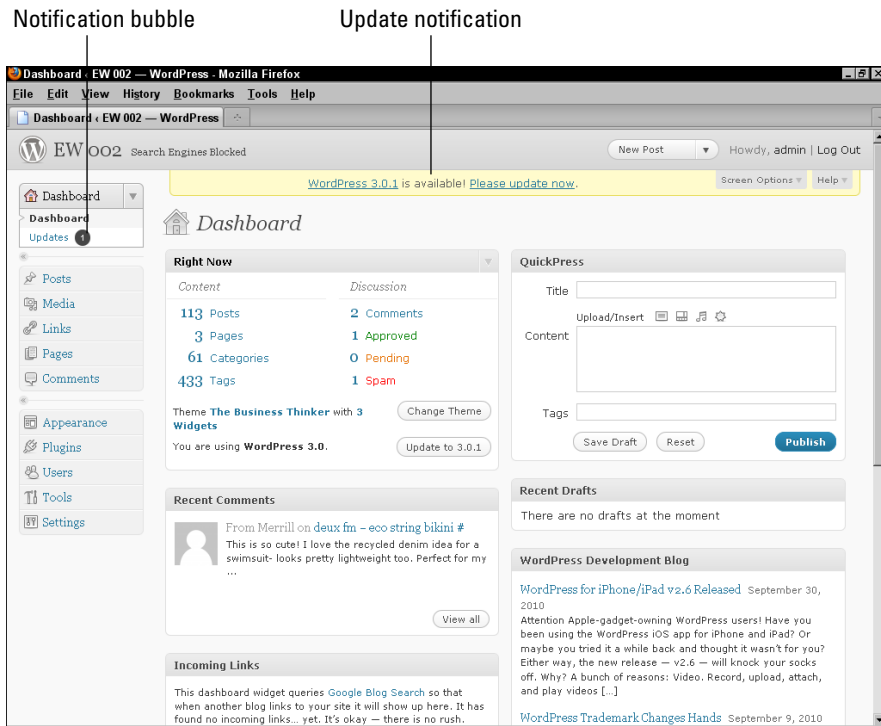 Notification bubble
Update notification
Dashboard ‹ EW 002 — WordPress - Mozilla Firefox
File Edit View History Bookmarks Tools Help
Dashboard ‹ EW 002 — WordPress
EW 002 Search Engines Blocked
New Post
Howdy, admin | Log Out
WordPress 3.0.1 is available! Please update now.
Screen Options
Help
Dashboard
Dashboard
Updates 1
Posts
Media
Links
Pages
Comments
Appearance
Plugins
Users
Tools
Settings
Dashboard
Right Now
Content
Discussion
113 Posts
2 Comments
3 Pages
1 Approved
61 Categories
0 Pending
433 Tags
1 Spam
Theme The Business Thinker with 3
Widgets
Change Theme
You are using WordPress 3.0.
Update to 3.0.1
Recent Comments
From Merrill on deux fm – eco string bikini #
This is so cute! I love the recycled denim idea for a
swimsuit- looks pretty lightweight too. Perfect for my
...
View all
Incoming Links
This dashboard widget queries Google Blog Search so that
when another blog links to your site it will show up here. It has
found no incoming links… yet. It's okay — there is no rush.
QuickPress
Title
Upload/Insert
Content
Tags
Save Draft
Reset
Publish
Recent Drafts
There are no drafts at the moment
WordPress Development Blog
WordPress for iPhone/iPad v2.6 Released September 30,
2010
Attention Apple-gadget-owning WordPress users! Have you
been using the WordPress iOS app for iPhone and iPad? Or
maybe you tried it a while back and thought it wasn't for you?
Either way, the new release — v2.6 — will knock your socks
off. Why? A bunch of reasons: Video. Record, upload, attach,
and play videos […]
WordPress Trademark Changes Hands September 9, 2010